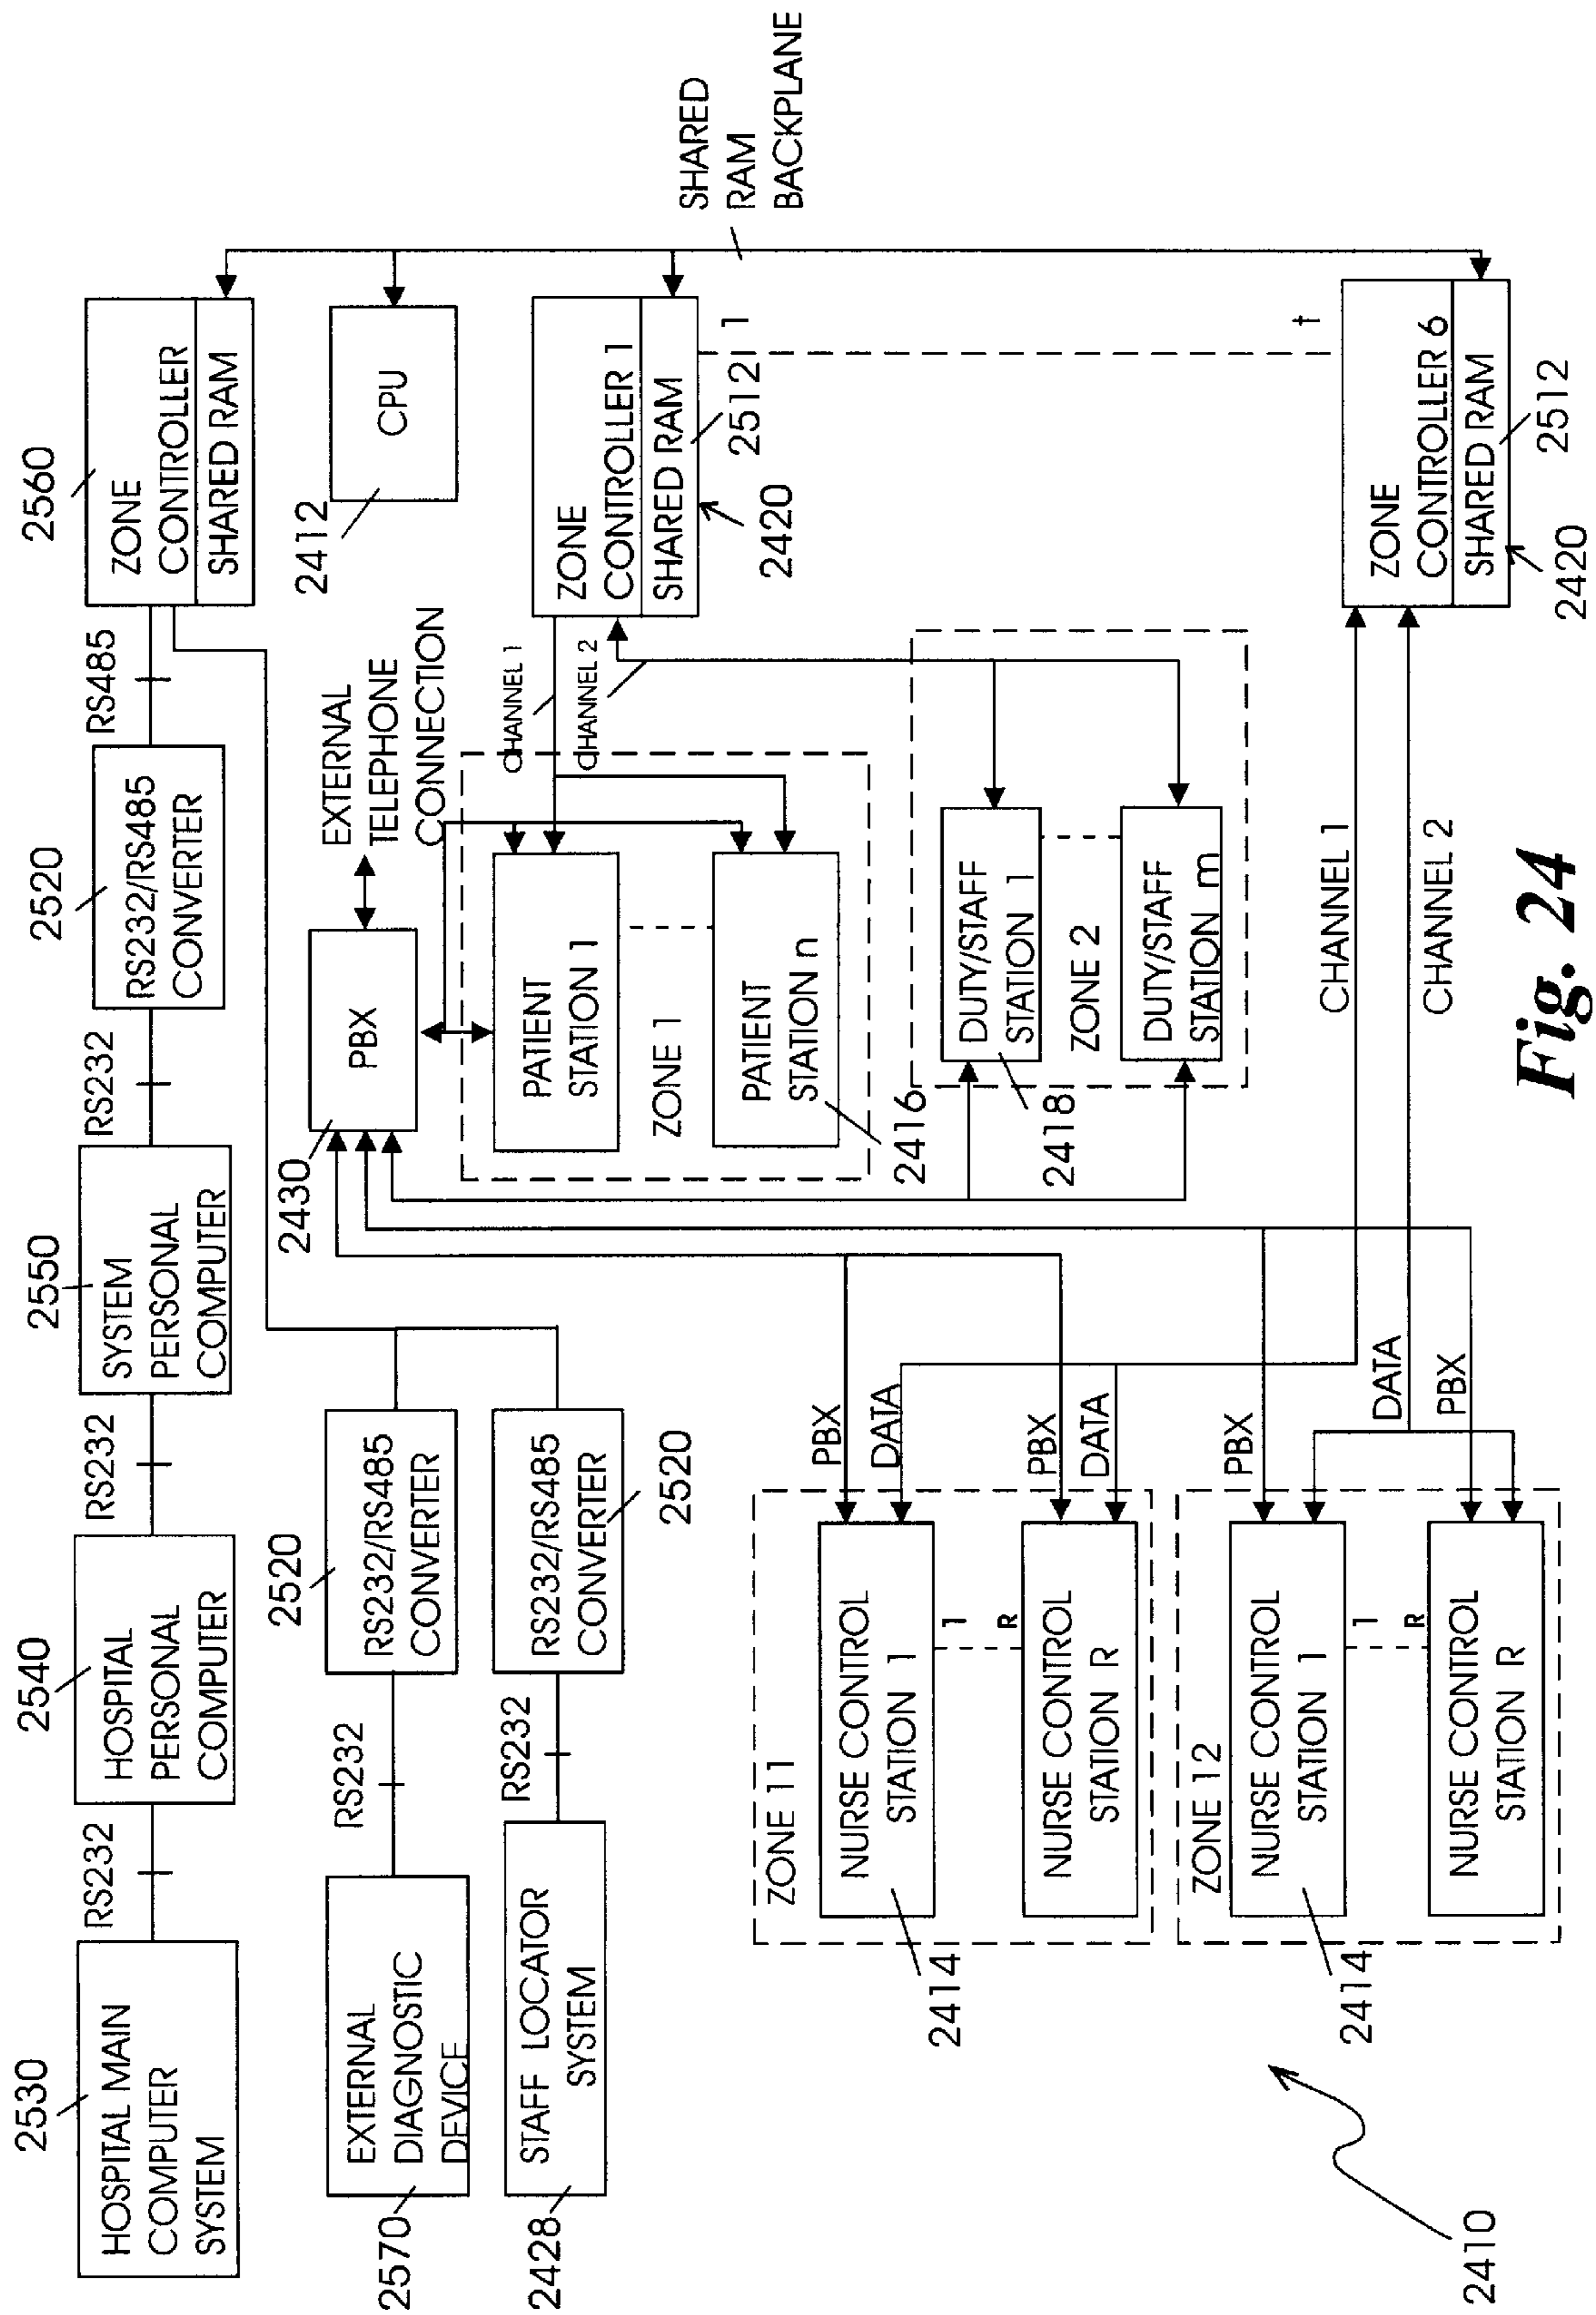 2530
HOSPITAL MAIN
COMPUTER
SYSTEM
RS232
2540
HOSPITAL
PERSONAL
COMPUTER
RS232
2550
SYSTEM
PERSONAL
COMPUTER
RS232
2520
RS232/RS485
CONVERTER
RS485
2560
ZONE
CONTROLLER
SHARED RAM
2570
EXTERNAL
DIAGNOSTIC
DEVICE
RS232
2520
RS232/RS485
CONVERTER
2428
STAFF LOCATOR
SYSTEM
RS232
RS232/RS485
CONVERTER
2520
2430
PBX
EXTERNAL
TELEPHONE
CONNECTION
2412
CPU
SHARED
RAM
BACKPLANE
PATIENT
STATION 1
ZONE 1
PATIENT
STATION n
2416
CHANNEL 1
CHANNEL 2
ZONE
CONTROLLER 1
SHARED RAM
2512
2420
1
t
DUTY/STAFF
STATION 1
2418
ZONE 2
DUTY/STAFF
STATION m
ZONE 11
NURSE CONTROL
STATION 1
2414
1
R
NURSE CONTROL
STATION R
PBX
DATA
PBX
DATA
ZONE 12
NURSE CONTROL
STATION 1
2414
1
R
NURSE CONTROL
STATION R
PBX
DATA
PBX
CHANNEL 1
CHANNEL 2
ZONE
CONTROLLER 6
SHARED RAM
2512
2420
2410
Fig. 24